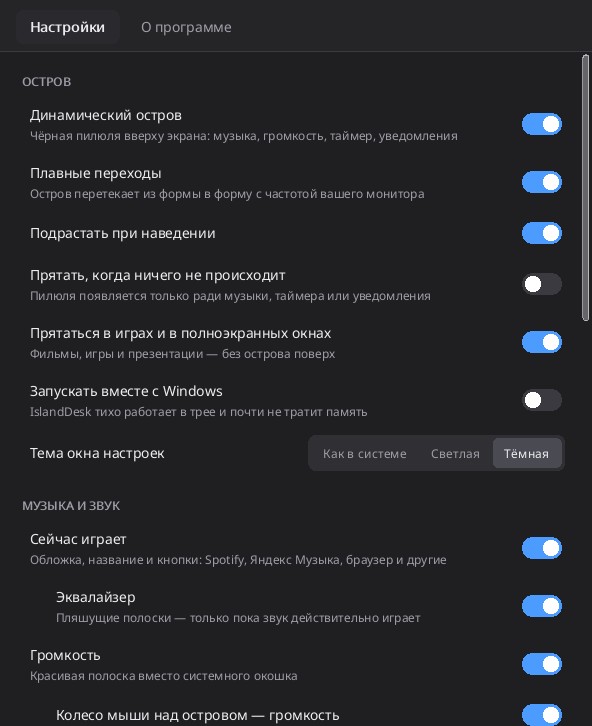 Настройки
О программе
ОСТРОВ
Динамический остров
Чёрная пилюля вверху экрана: музыка, громкость, таймер, уведомления
Плавные переходы
Остров перетекает из формы в форму с частотой вашего монитора
Подрастать при наведении
Прятать, когда ничего не происходит
Пилюля появляется только ради музыки, таймера или уведомления
Прятаться в играх и в полноэкранных окнах
Фильмы, игры и презентации — без острова поверх
Запускать вместе с Windows
IslandDesk тихо работает в трее и почти не тратит память
Тема окна настроек
Как в системе
Светлая
Тёмная
МУЗЫКА И ЗВУК
Сейчас играет
Обложка, название и кнопки: Spotify, Яндекс Музыка, браузер и другие
Эквалайзер
Пляшущие полоски — только пока звук действительно играет
Громкость
Красивая полоска вместо системного окошка
Колесо мыши над островом — громкость